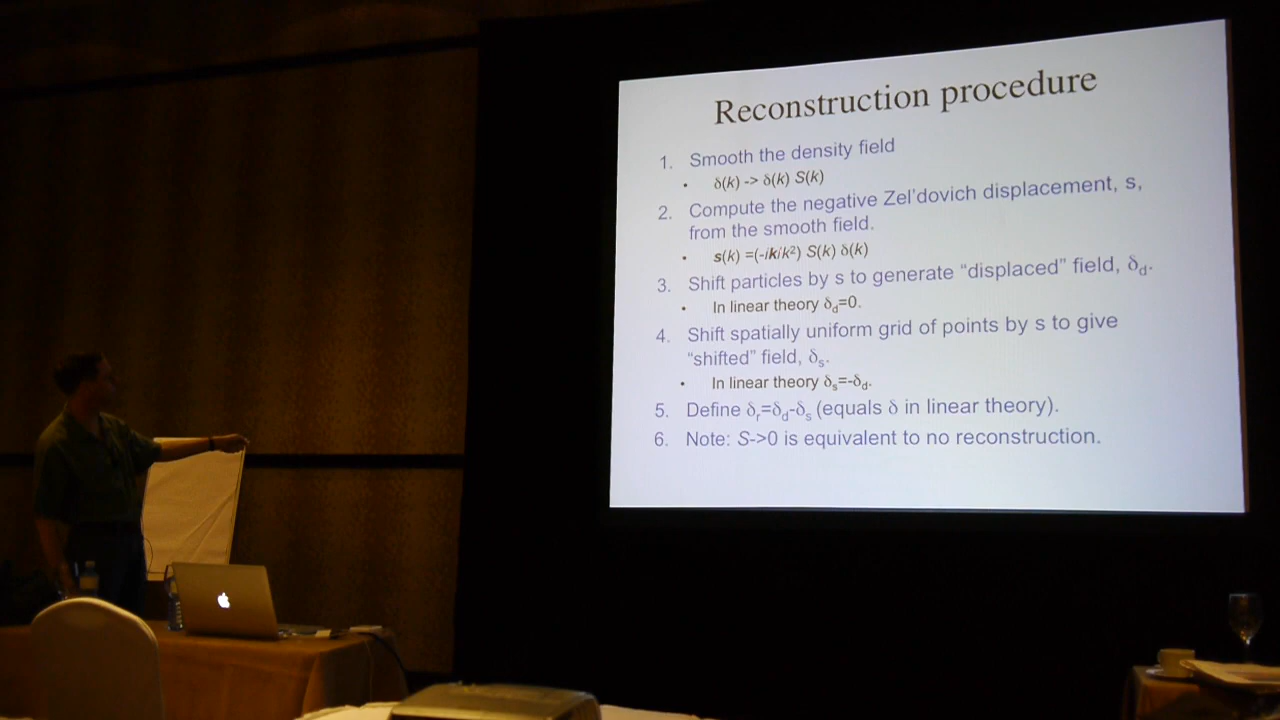 Reconstruction procedure
1. Smooth the density field
• δ(k) -> δ(k) S(k)
2. Compute the negative Zel'dovich displacement, s,
from the smooth field.
• s(k) =(-ik/k²) S(k) δ(k)
3. Shift particles by s to generate “displaced” field, δd.
• In linear theory δd=0.
4. Shift spatially uniform grid of points by s to give
“shifted” field, δs.
• In linear theory δs=-δd.
5. Define δr=δd-δs (equals δ in linear theory).
6. Note: S->0 is equivalent to no reconstruction.